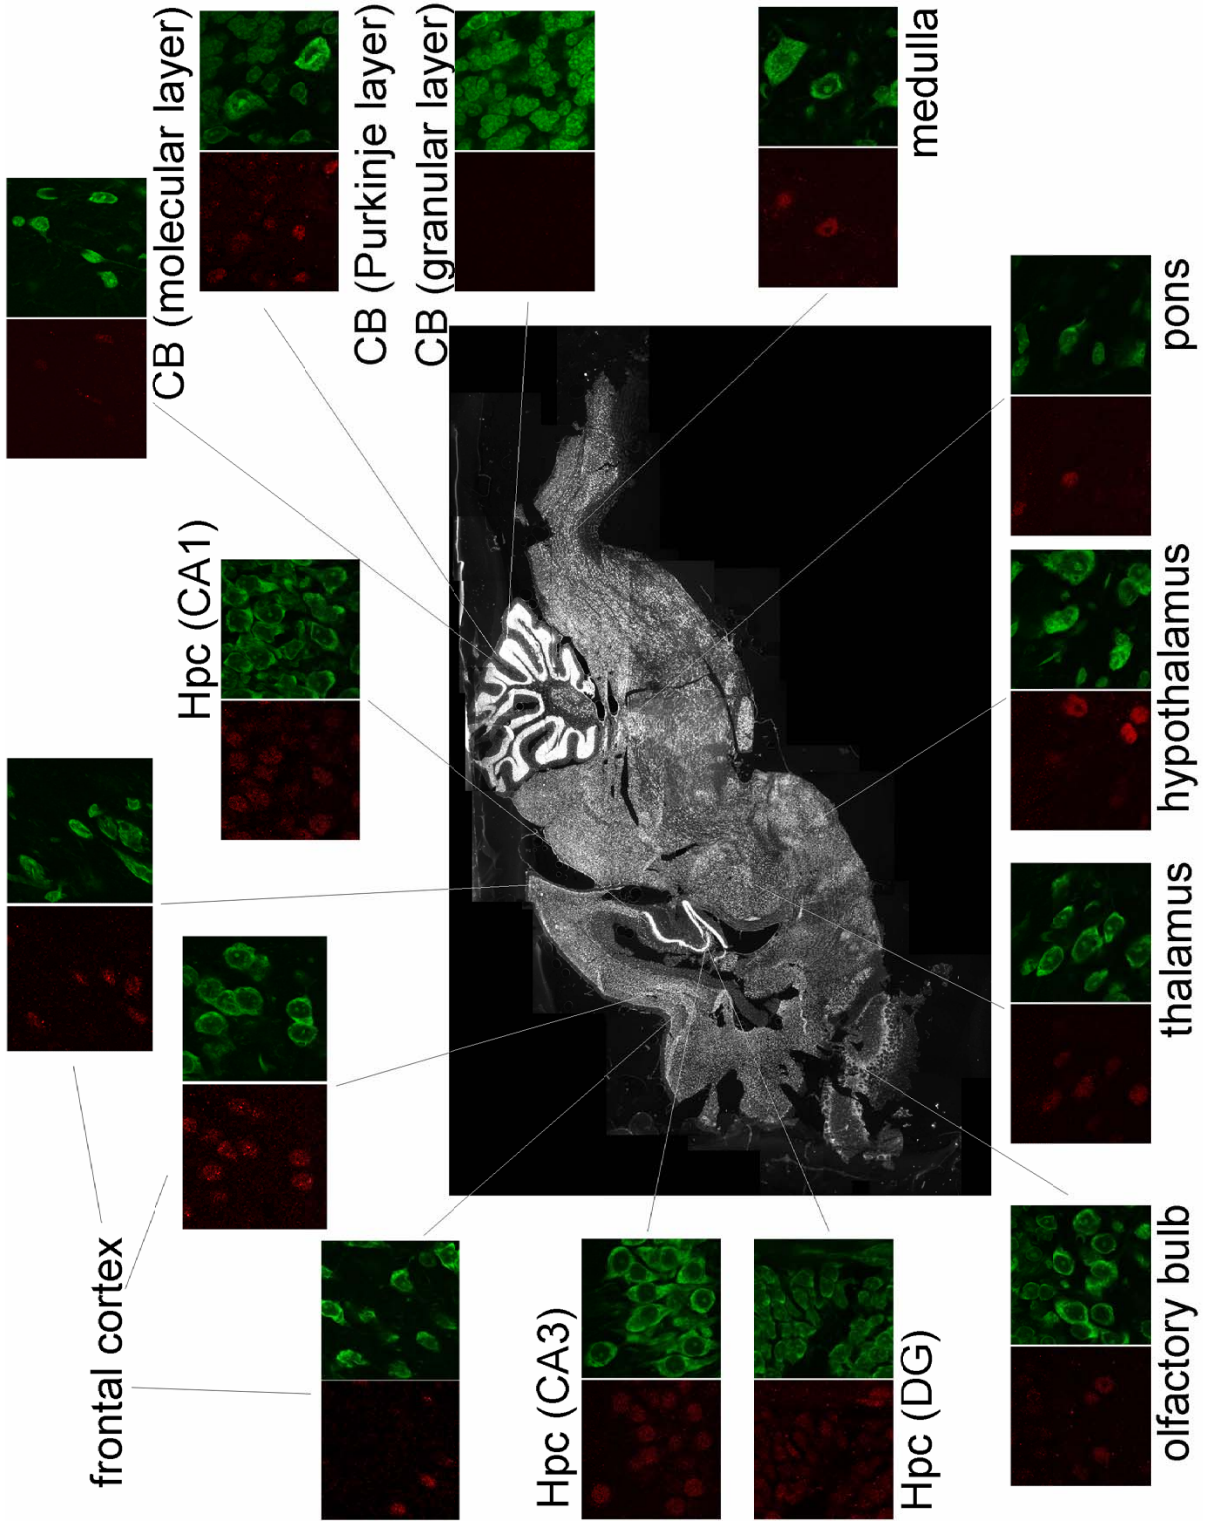 frontal cortex
Hpc (CA1)
CB (molecular layer)
CB (Purkinje layer)
CB (granular layer)
medulla
Hpc (CA3)
Hpc (DG)
olfactory bulb
thalamus
hypothalamus
pons